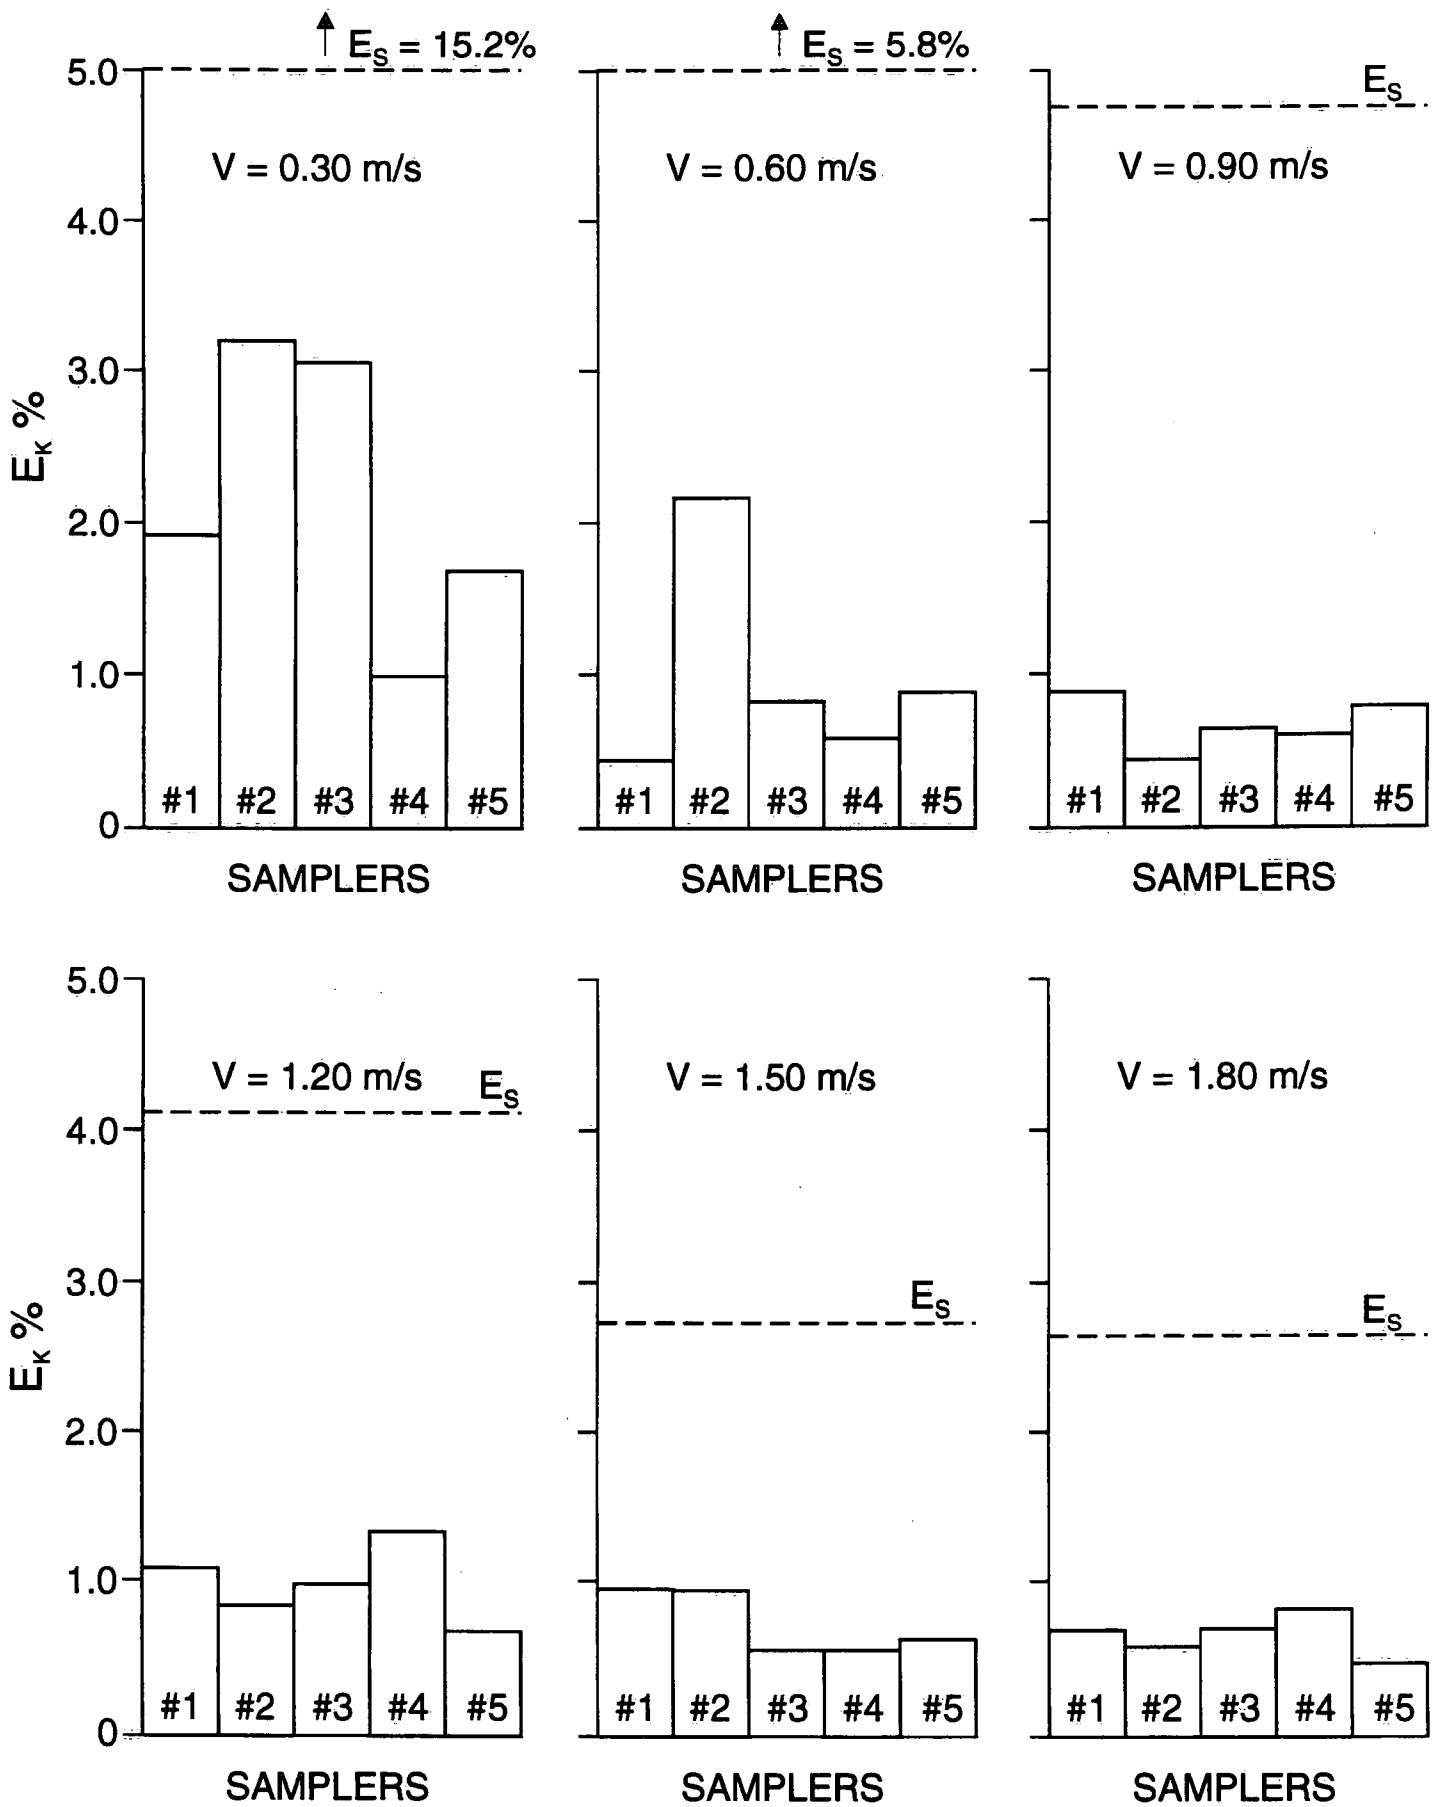 E_S = 15.2%
E_S = 5.8%
5.0
E_S
V = 0.30 m/s
V = 0.60 m/s
V = 0.90 m/s
4.0
3.0
E_K %
2.0
1.0
#1 #2 #3 #4 #5
#1 #2 #3 #4 #5
#1 #2 #3 #4 #5
0
SAMPLERS
SAMPLERS
SAMPLERS
5.0
V = 1.20 m/s
E_S
V = 1.50 m/s
V = 1.80 m/s
4.0
3.0
E_S
E_S
E_K %
2.0
1.0
#1 #2 #3 #4 #5
#1 #2 #3 #4 #5
#1 #2 #3 #4 #5
0
SAMPLERS
SAMPLERS
SAMPLERS